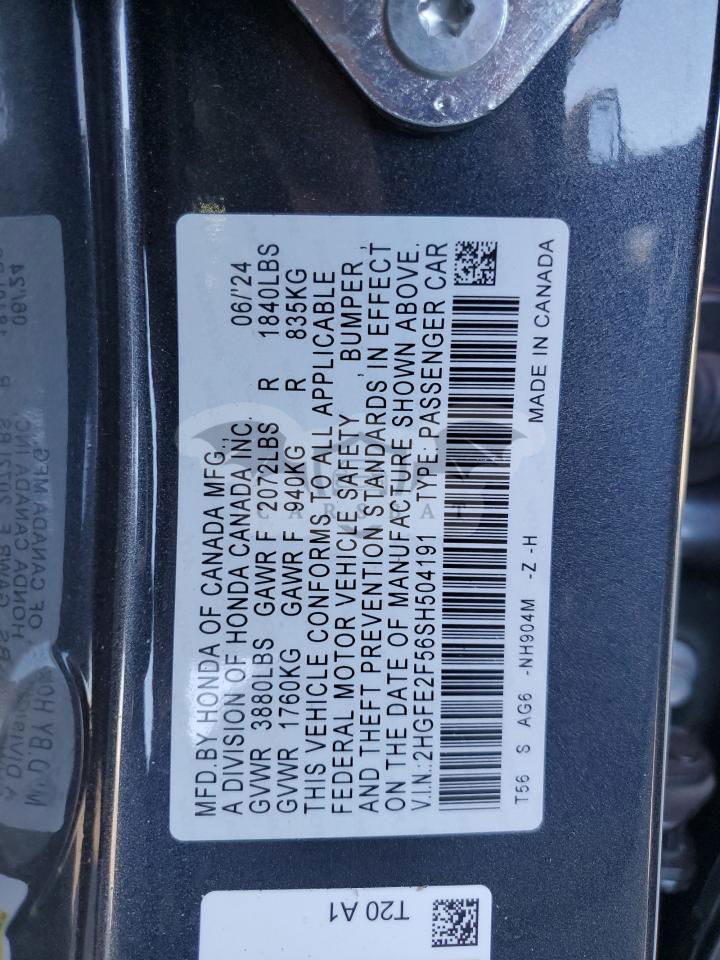 MFD.BY HONDA OF CANADA MFG., 06/'24
A DIVISION OF HONDA CANADA INC.
GVWR 3880LBS GAWR F 2072LBS R 1840LBS
GVWR 1760KG GAWR F 940KG R 835KG
THIS VEHICLE CONFORMS TO ALL APPLICABLE
FEDERAL MOTOR VEHICLE SAFETY , BUMPER ,
AND THEFT PREVENTION STANDARDS IN EFFECT
ON THE DATE OF MANUFACTURE SHOWN ABOVE.
V.I.N.:2HGFE2F56SH504191 TYPE: PASSENGER CAR
T56 S AG6 -NH904M -Z -H MADE IN CANADA
T20 A1